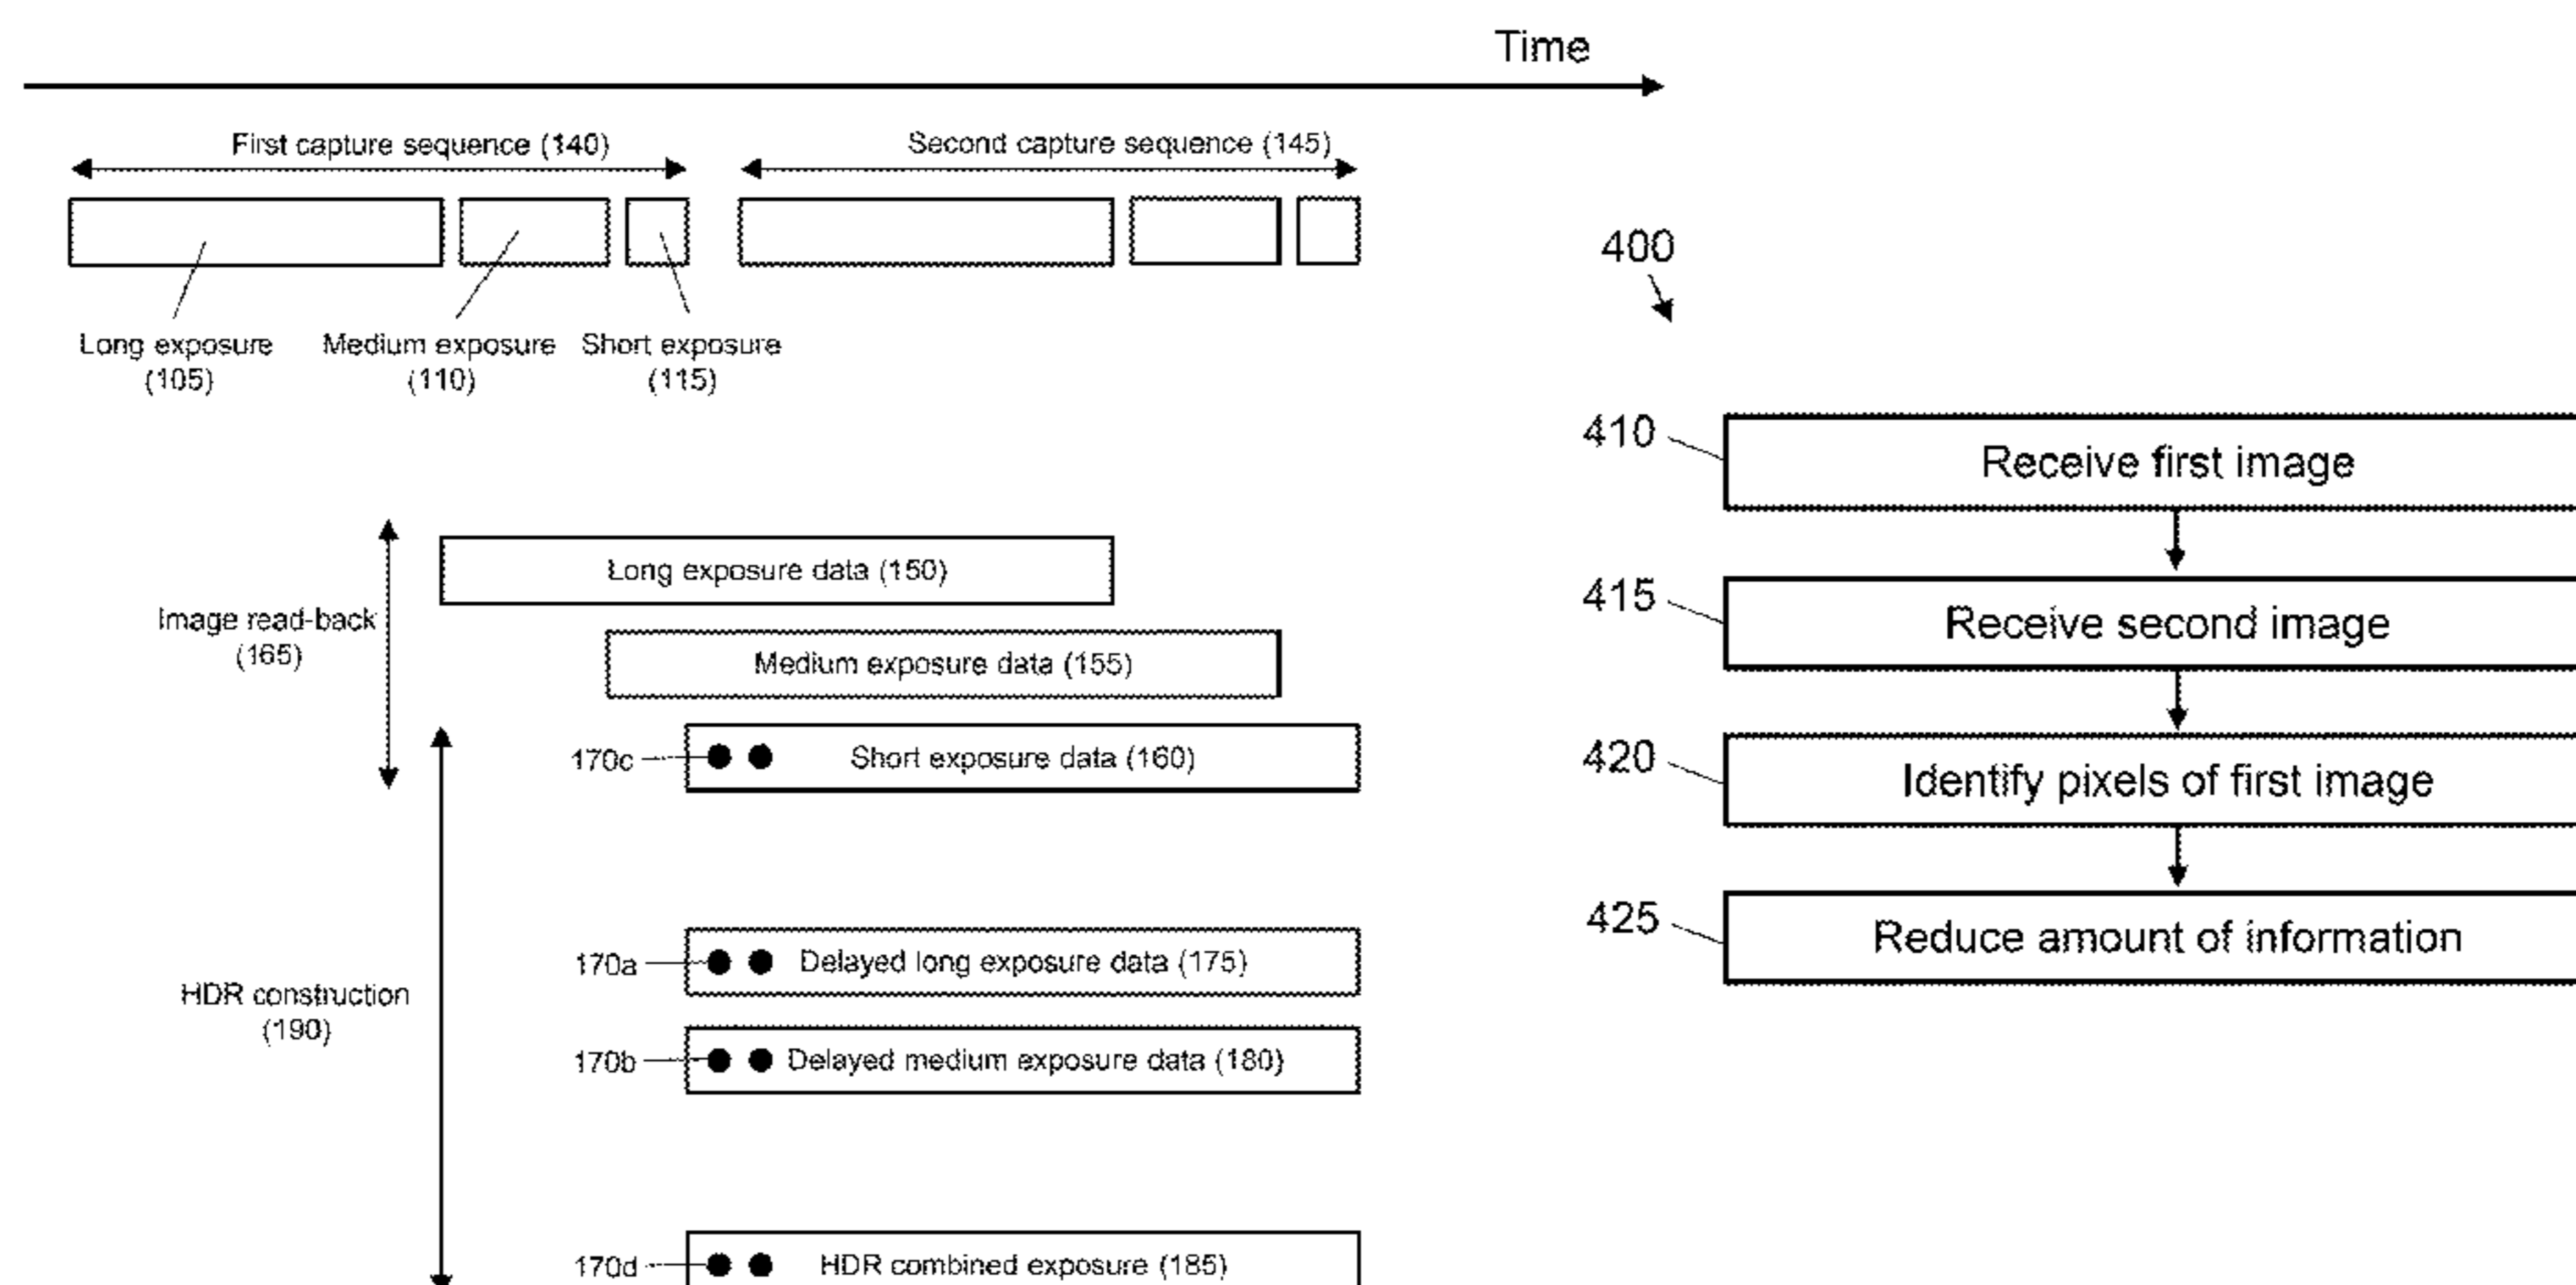 Time
First capture sequence (140)
Second capture sequence (145)
Long exposure
(105)
Medium exposure
(110)
Short exposure
(115)
Long exposure data (150)
Image read-back
(165)
Medium exposure data (155)
170c
Short exposure data (160)
170a
Delayed long exposure data (175)
HDR construction
(190)
170b
Delayed medium exposure data (180)
170d
HDR combined exposure (185)
400
410
Receive first image
415
Receive second image
420
Identify pixels of first image
425
Reduce amount of information